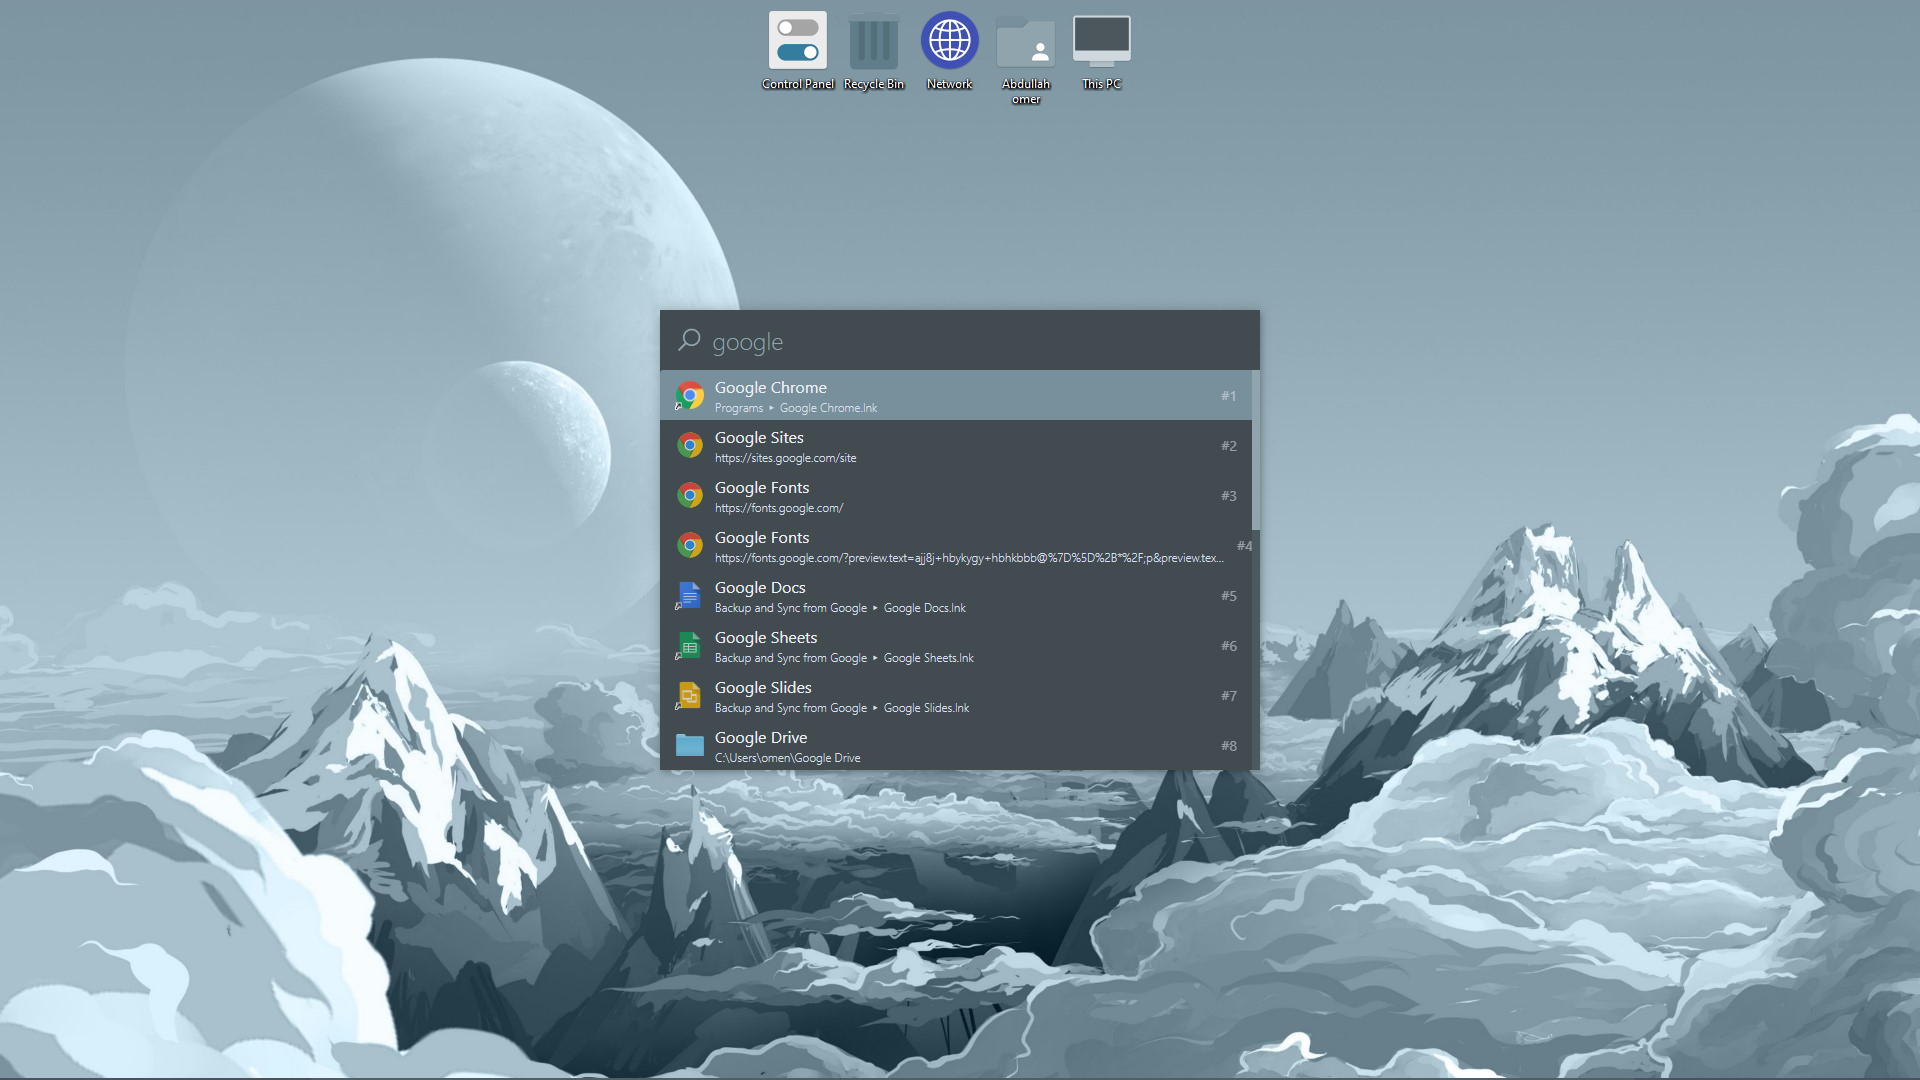 Control Panel
Recycle Bin
Network
Abdullah
omer
This PC
google
Google Chrome
Programs ▸ Google Chrome.lnk
#1
Google Sites
https://sites.google.com/site
#2
Google Fonts
https://fonts.google.com/
#3
Google Fonts
https://fonts.google.com/?preview.text=ajj8j+hbykygy+hbhkbbb@%7D%5D%2B*%2F;p&preview.tex...
#4
Google Docs
Backup and Sync from Google ▸ Google Docs.lnk
#5
Google Sheets
Backup and Sync from Google ▸ Google Sheets.lnk
#6
Google Slides
Backup and Sync from Google ▸ Google Slides.lnk
#7
Google Drive
C:\Users\omen\Google Drive
#8